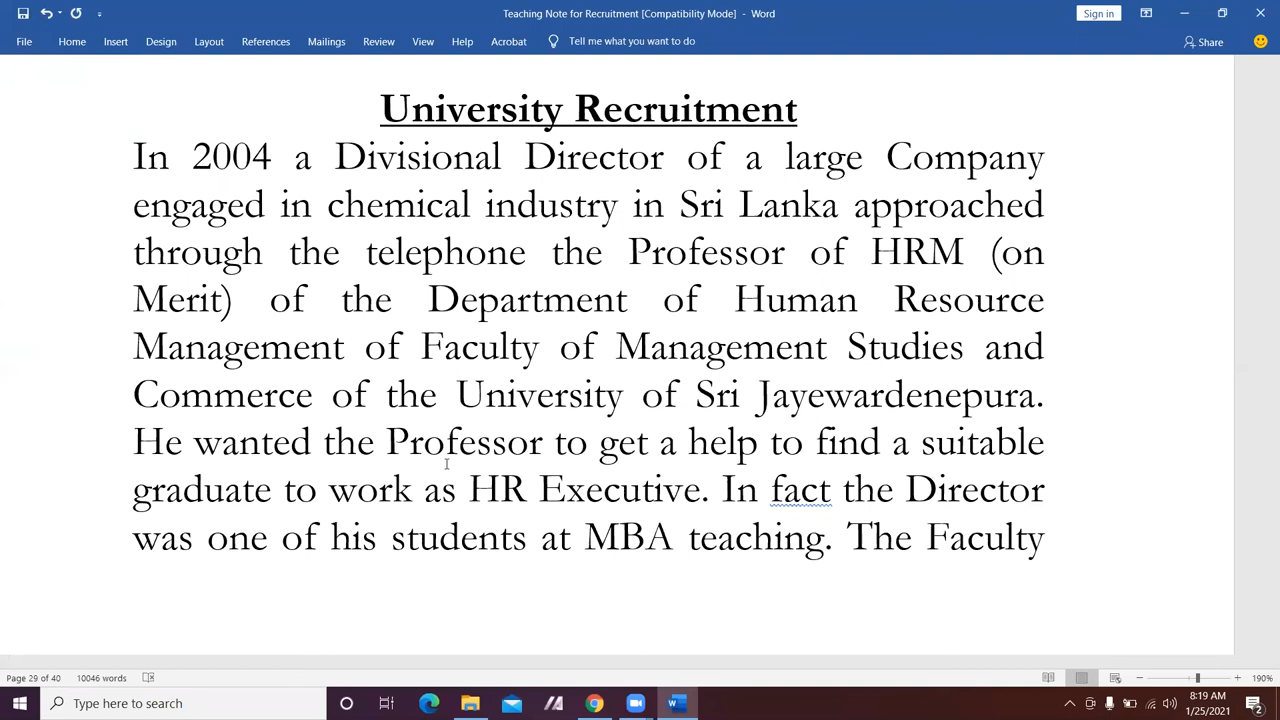 Teaching Note for Recruitment [Compatibility Mode] - Word
Sign in
File Home Insert Design Layout References Mailings Review View Help Acrobat Tell me what you want to do Share
University Recruitment
In 2004 a Divisional Director of a large Company
engaged in chemical industry in Sri Lanka approached
through the telephone the Professor of HRM (on
Merit) of the Department of Human Resource
Management of Faculty of Management Studies and
Commerce of the University of Sri Jayewardenepura.
He wanted the Professor to get a help to find a suitable
graduate to work as HR Executive. In fact the Director
was one of his students at MBA teaching. The Faculty
Page 29 of 40 10046 words 190%
Type here to search
8:19 AM
1/25/2021
2